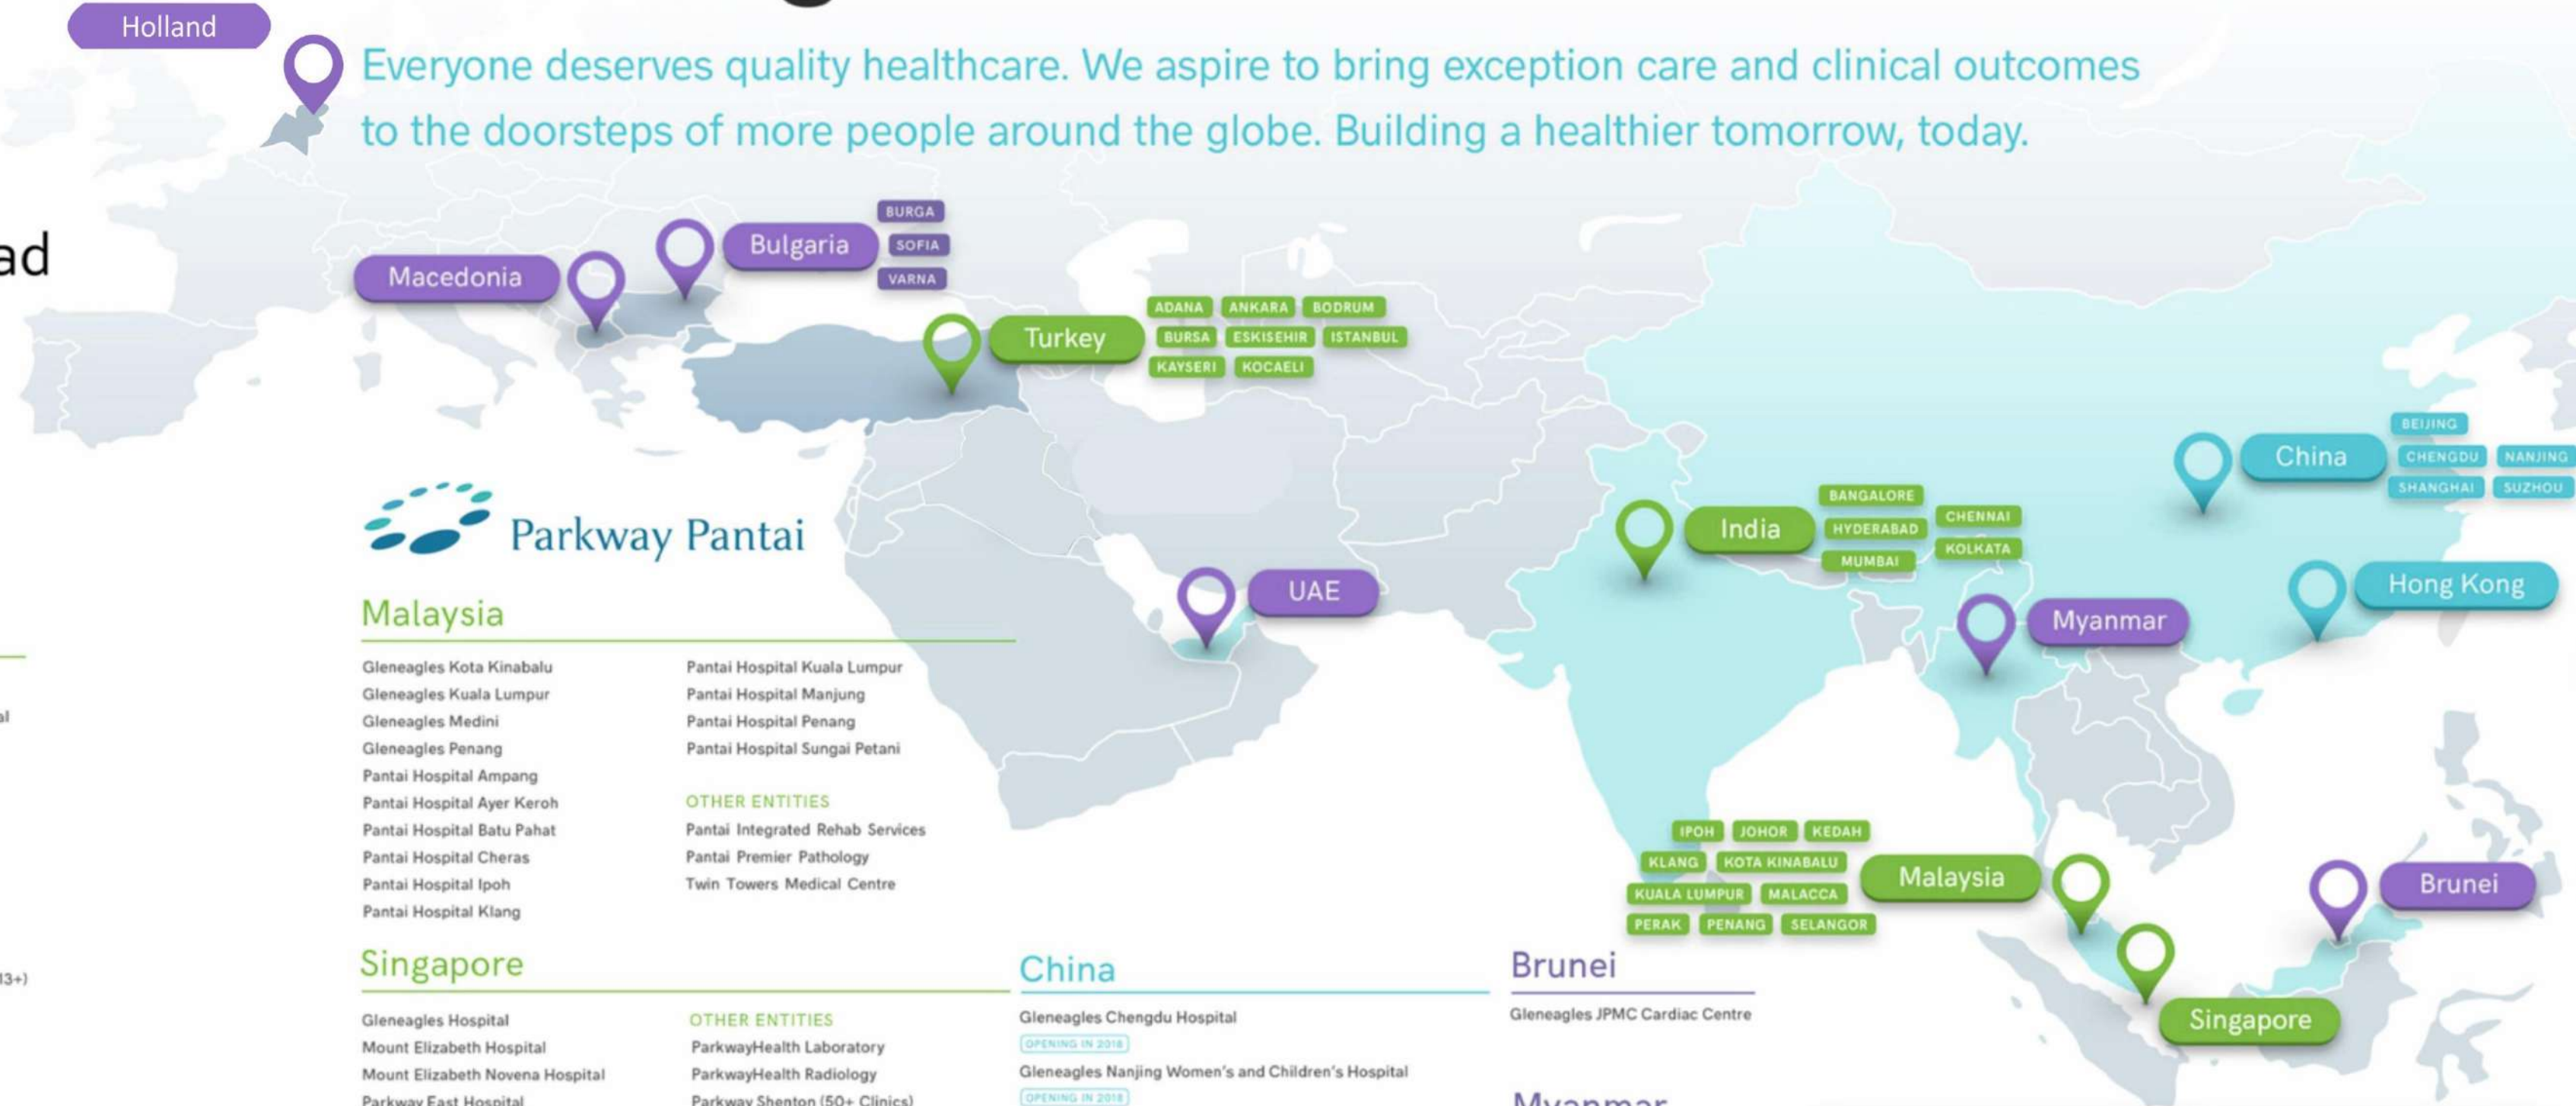 Holland
Everyone deserves quality healthcare. We aspire to bring exception care and clinical outcomes
to the doorsteps of more people around the globe. Building a healthier tomorrow, today.
ad
Macedonia
Bulgaria
BURGA
SOFIA
VARNA
Turkey
ADANA ANKARA BODRUM
BURSA ESKISEHIR ISTANBUL
KAYSERI KOCAELI
China
BEIJING
CHENGDU NANJING
SHANGHAI SUZHOU
India
BANGALORE
HYDERABAD
MUMBAI
CHENNAI
KOLKATA
Hong Kong
UAE
Myanmar
Parkway Pantai
Malaysia
Gleneagles Kota Kinabalu
Gleneagles Kuala Lumpur
Gleneagles Medini
Gleneagles Penang
Pantai Hospital Ampang
Pantai Hospital Ayer Keroh
Pantai Hospital Batu Pahat
Pantai Hospital Cheras
Pantai Hospital Ipoh
Pantai Hospital Klang
Pantai Hospital Kuala Lumpur
Pantai Hospital Manjung
Pantai Hospital Penang
Pantai Hospital Sungai Petani
OTHER ENTITIES
Pantai Integrated Rehab Services
Pantai Premier Pathology
Twin Towers Medical Centre
IPOH JOHOR KEDAH
KLANG KOTA KINABALU
KUALA LUMPUR MALACCA
PERAK PENANG SELANGOR
Malaysia
Brunei
Singapore
13+)
Singapore
Gleneagles Hospital
Mount Elizabeth Hospital
Mount Elizabeth Novena Hospital
Parkway East Hospital
OTHER ENTITIES
ParkwayHealth Laboratory
ParkwayHealth Radiology
Parkway Shenton (50+ Clinics)
China
Gleneagles Chengdu Hospital
OPENING IN 2018
Gleneagles Nanjing Women's and Children's Hospital
OPENING IN 2018
Brunei
Gleneagles JPMC Cardiac Centre
Myanmar